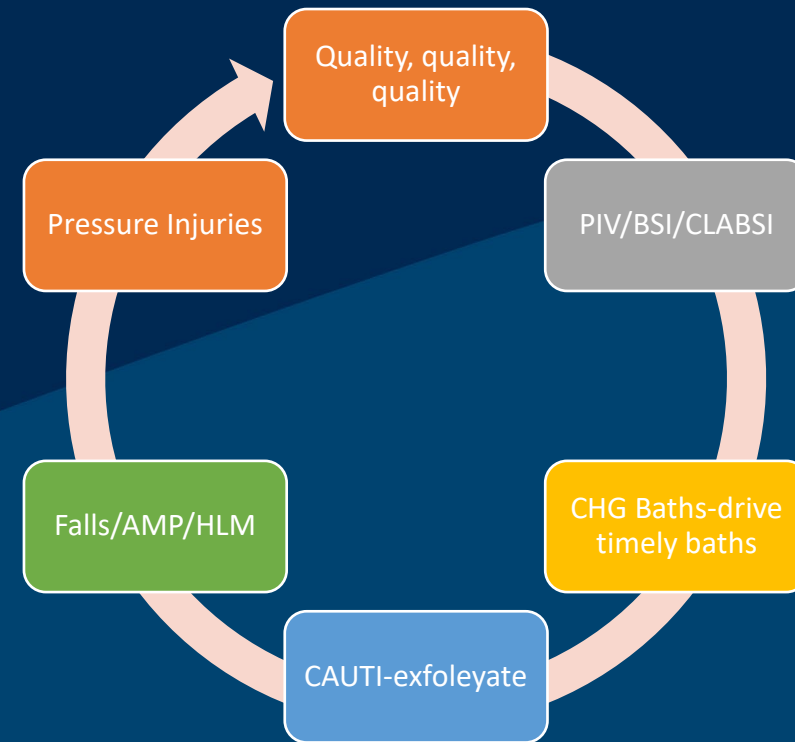 Quality, quality,
quality
PIV/BSI/CLABSI
CHG Baths-drive
timely baths
CAUTI-exfoleyate
Falls/AMP/HLM
Pressure Injuries